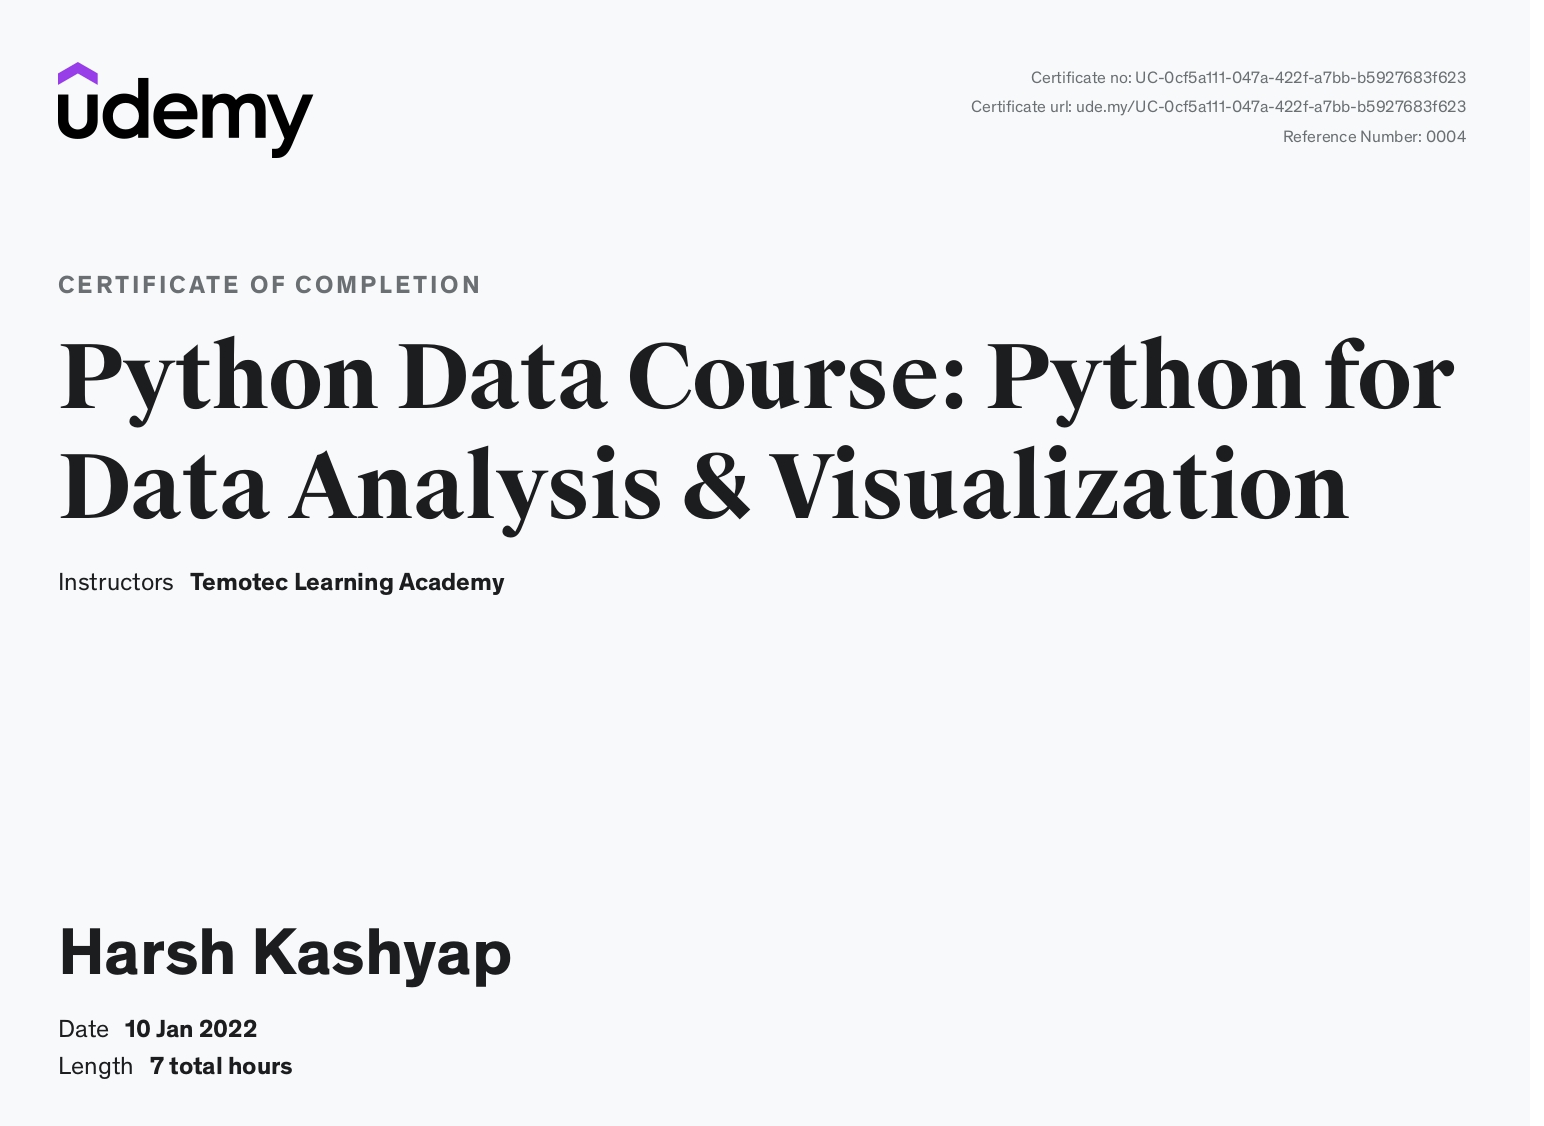 udemy
Certificate no: UC-0cf5a111-047a-422f-a7bb-b5927683f623
Certificate url: ude.my/UC-0cf5a111-047a-422f-a7bb-b5927683f623
Reference Number: 0004
CERTIFICATE OF COMPLETION
Python Data Course: Python for
Data Analysis & Visualization
Instructors Temotec Learning Academy
Harsh Kashyap
Date 10 Jan 2022
Length 7 total hours